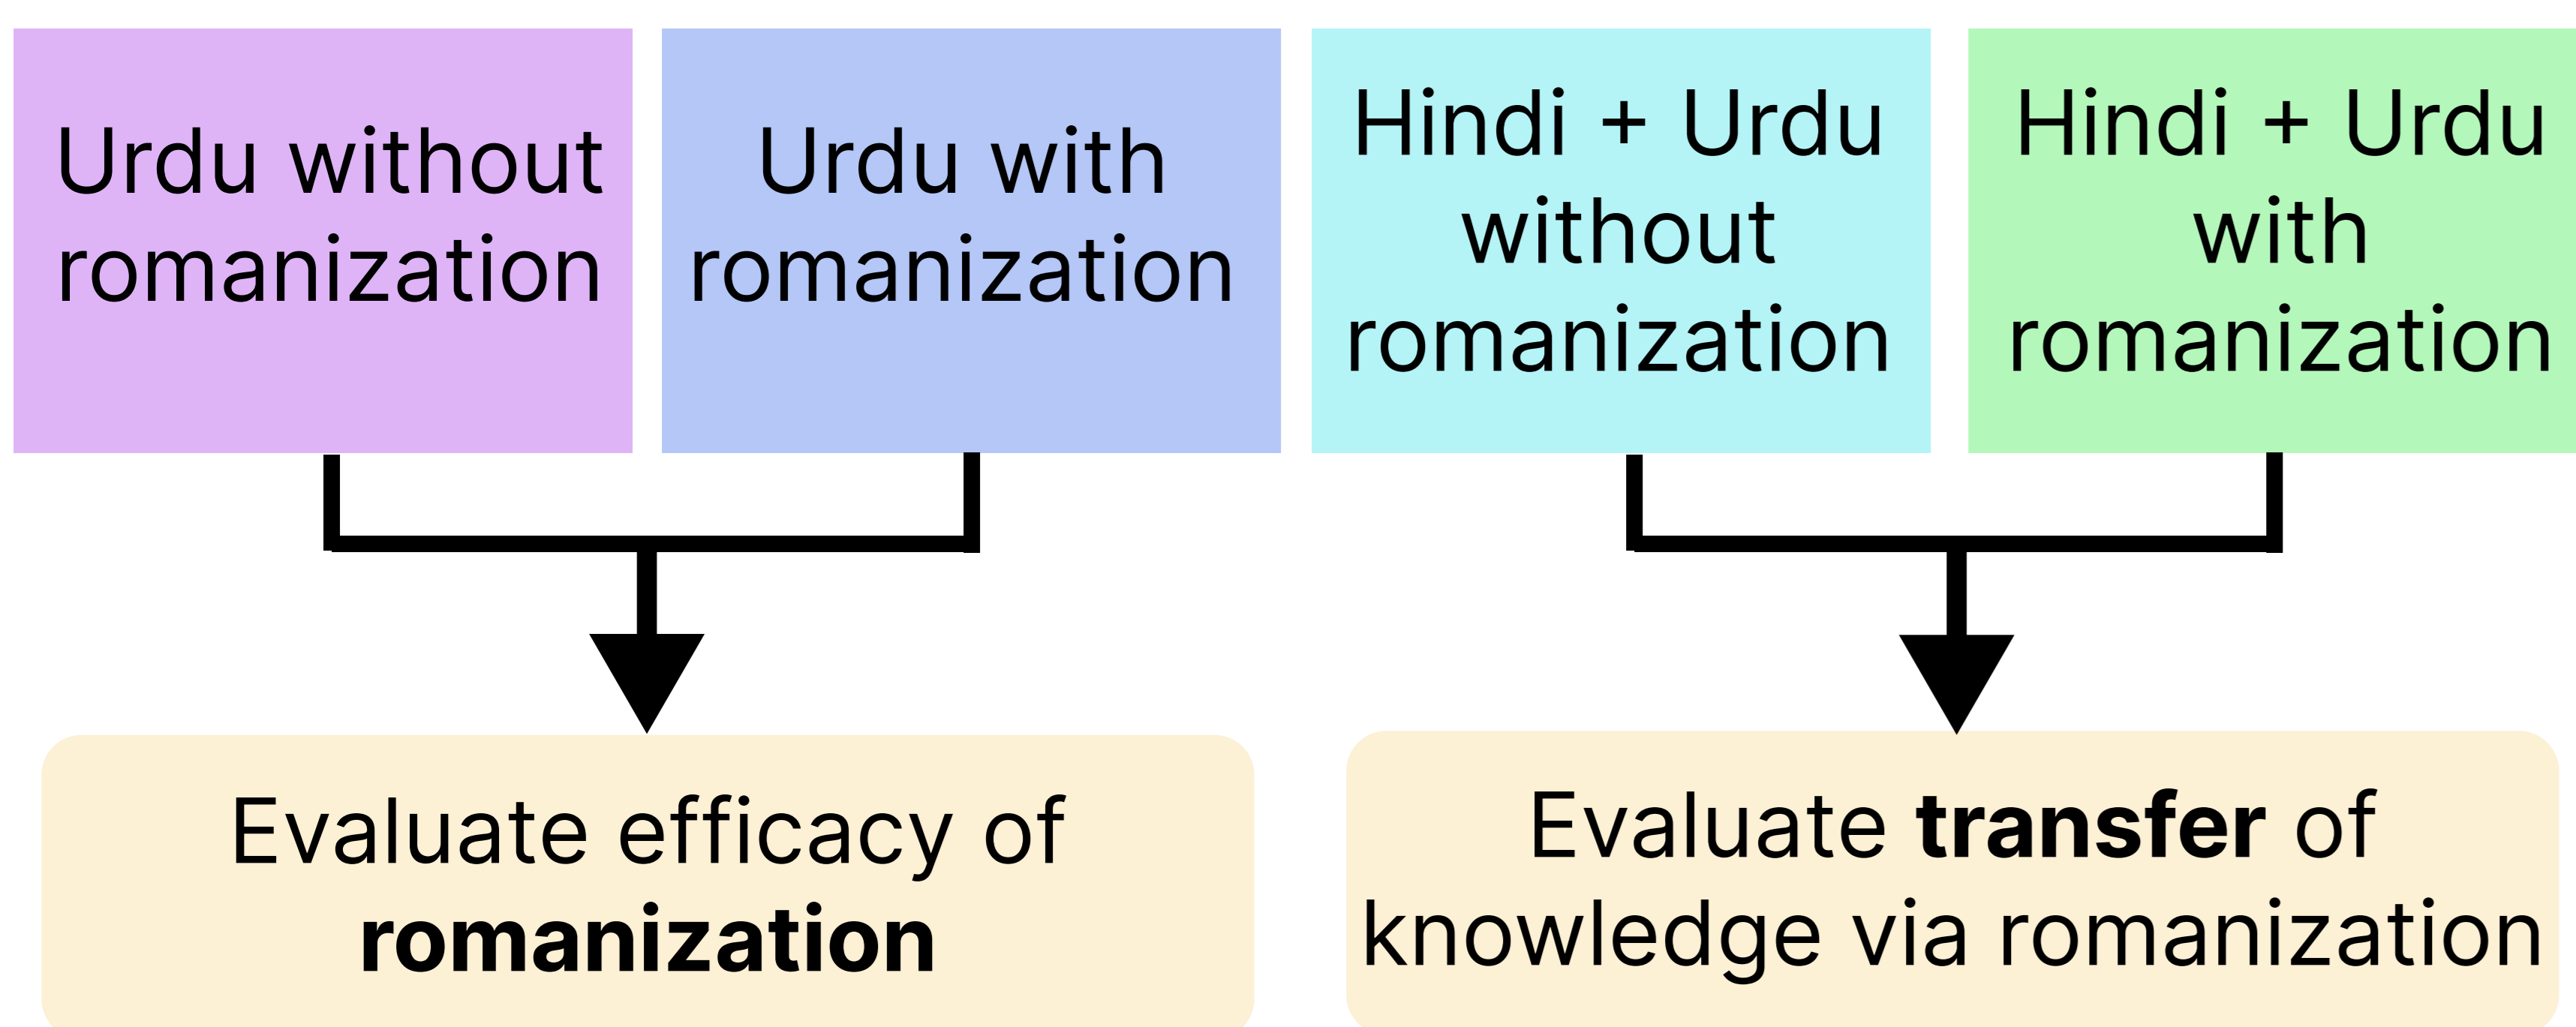 Urdu without
romanization
Urdu with
romanization
Hindi + Urdu
without
romanization
Hindi + Urdu
with
romanization
Evaluate efficacy of
romanization
Evaluate transfer of
knowledge via romanization